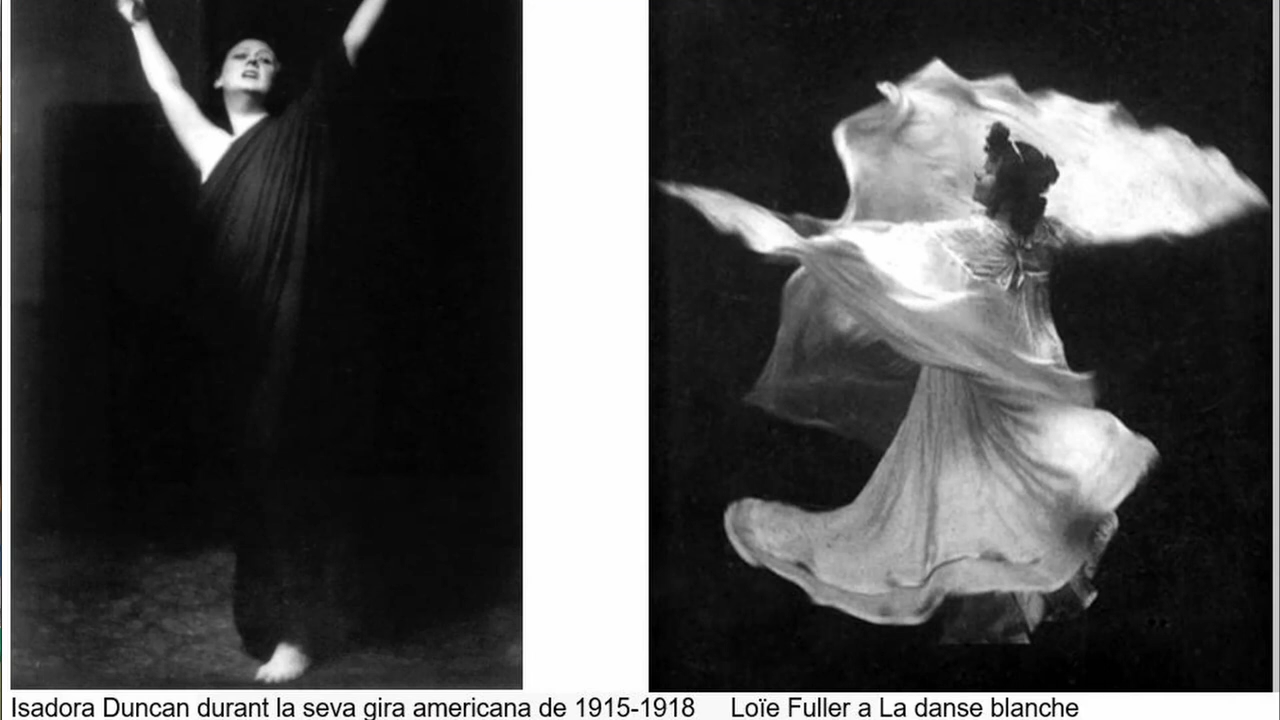 Isadora Duncan durant la seva gira americana de 1915-1918
Loïe Fuller a La danse blanche